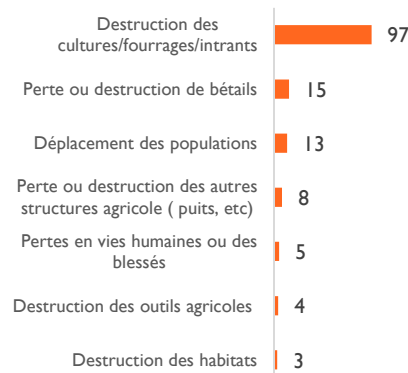 Destruction des
cultures/fourrages/intrants
97
Perte ou destruction de bétails
15
Déplacement des populations
13
Perte ou destruction des autres
structures agricole ( puits, etc)
8
Pertes en vies humaines ou des
blessés
5
Destruction des outils agricoles
4
Destruction des habitats
3